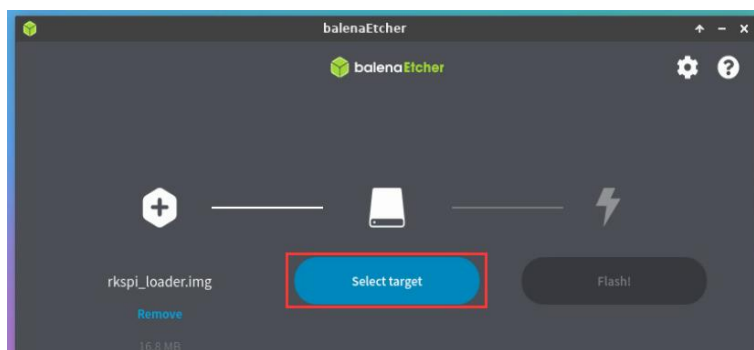 balenaEtcher
balenaEtcher
rkspi_loader.img
Select target
Flash!
Remove
16.8 MB